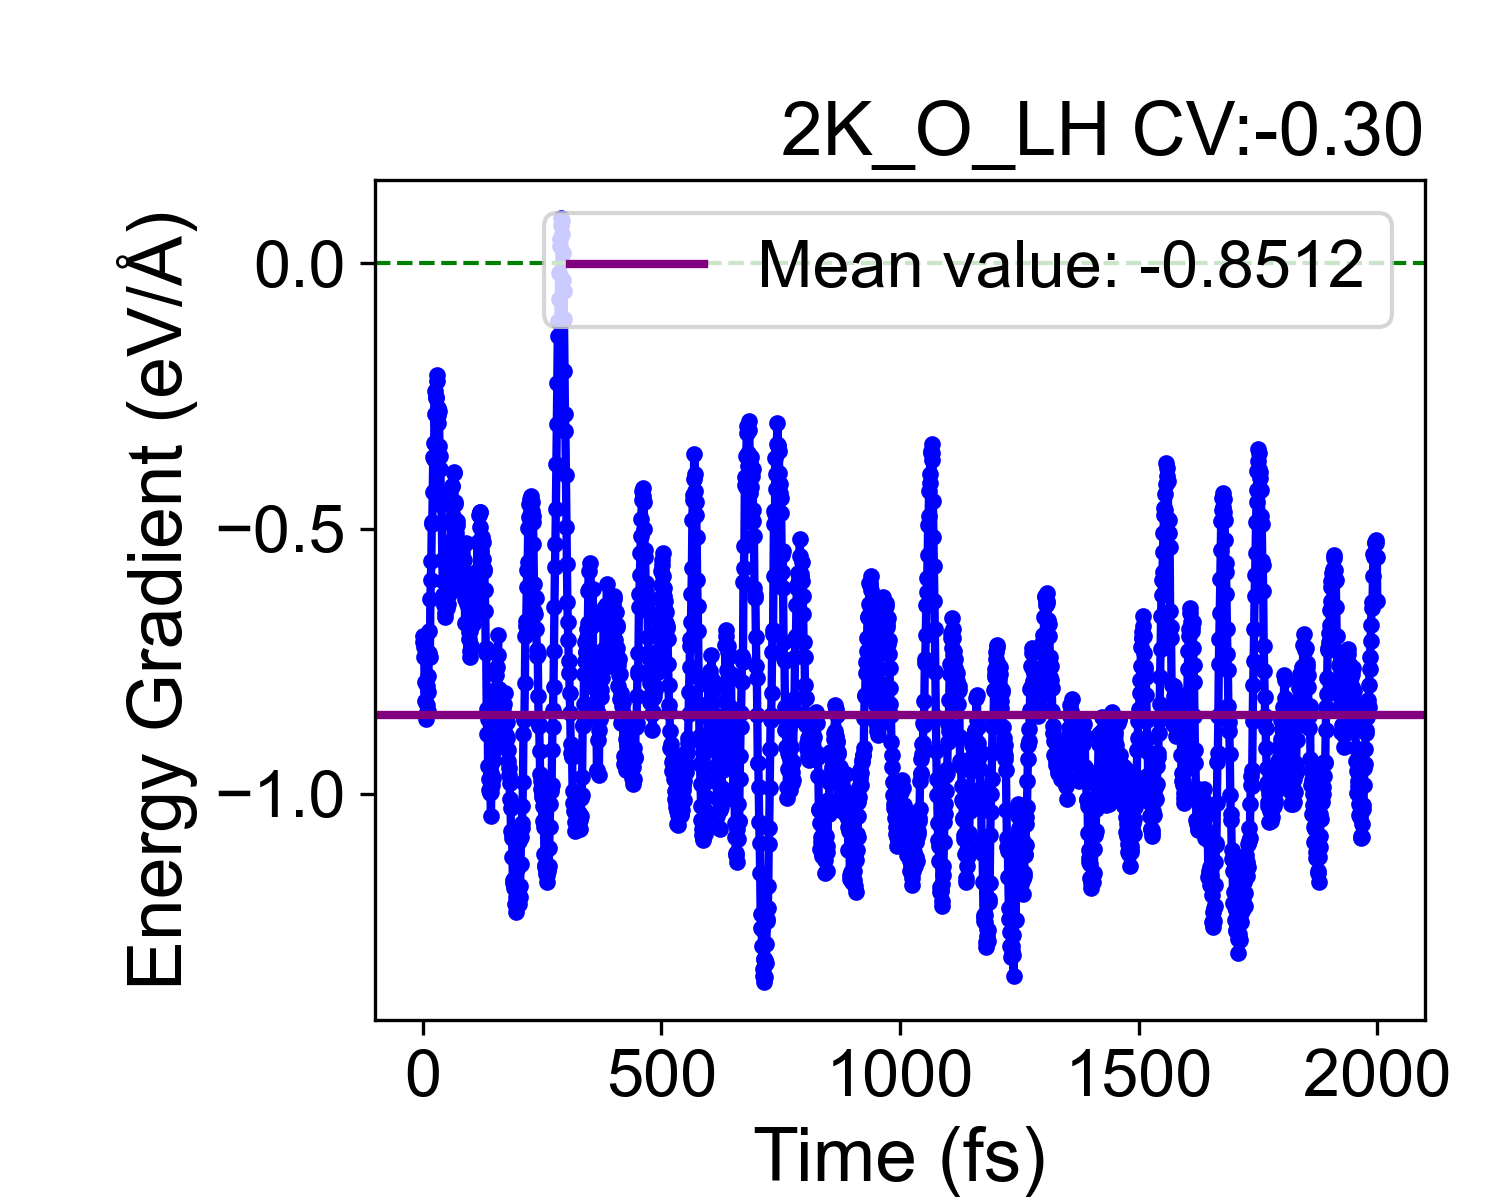 2K_O_LH CV:-0.30
Mean value: -0.8512
Energy Gradient (eV/Å)
0.0
−0.5
−1.0
0 500 1000 1500 2000
Time (fs)